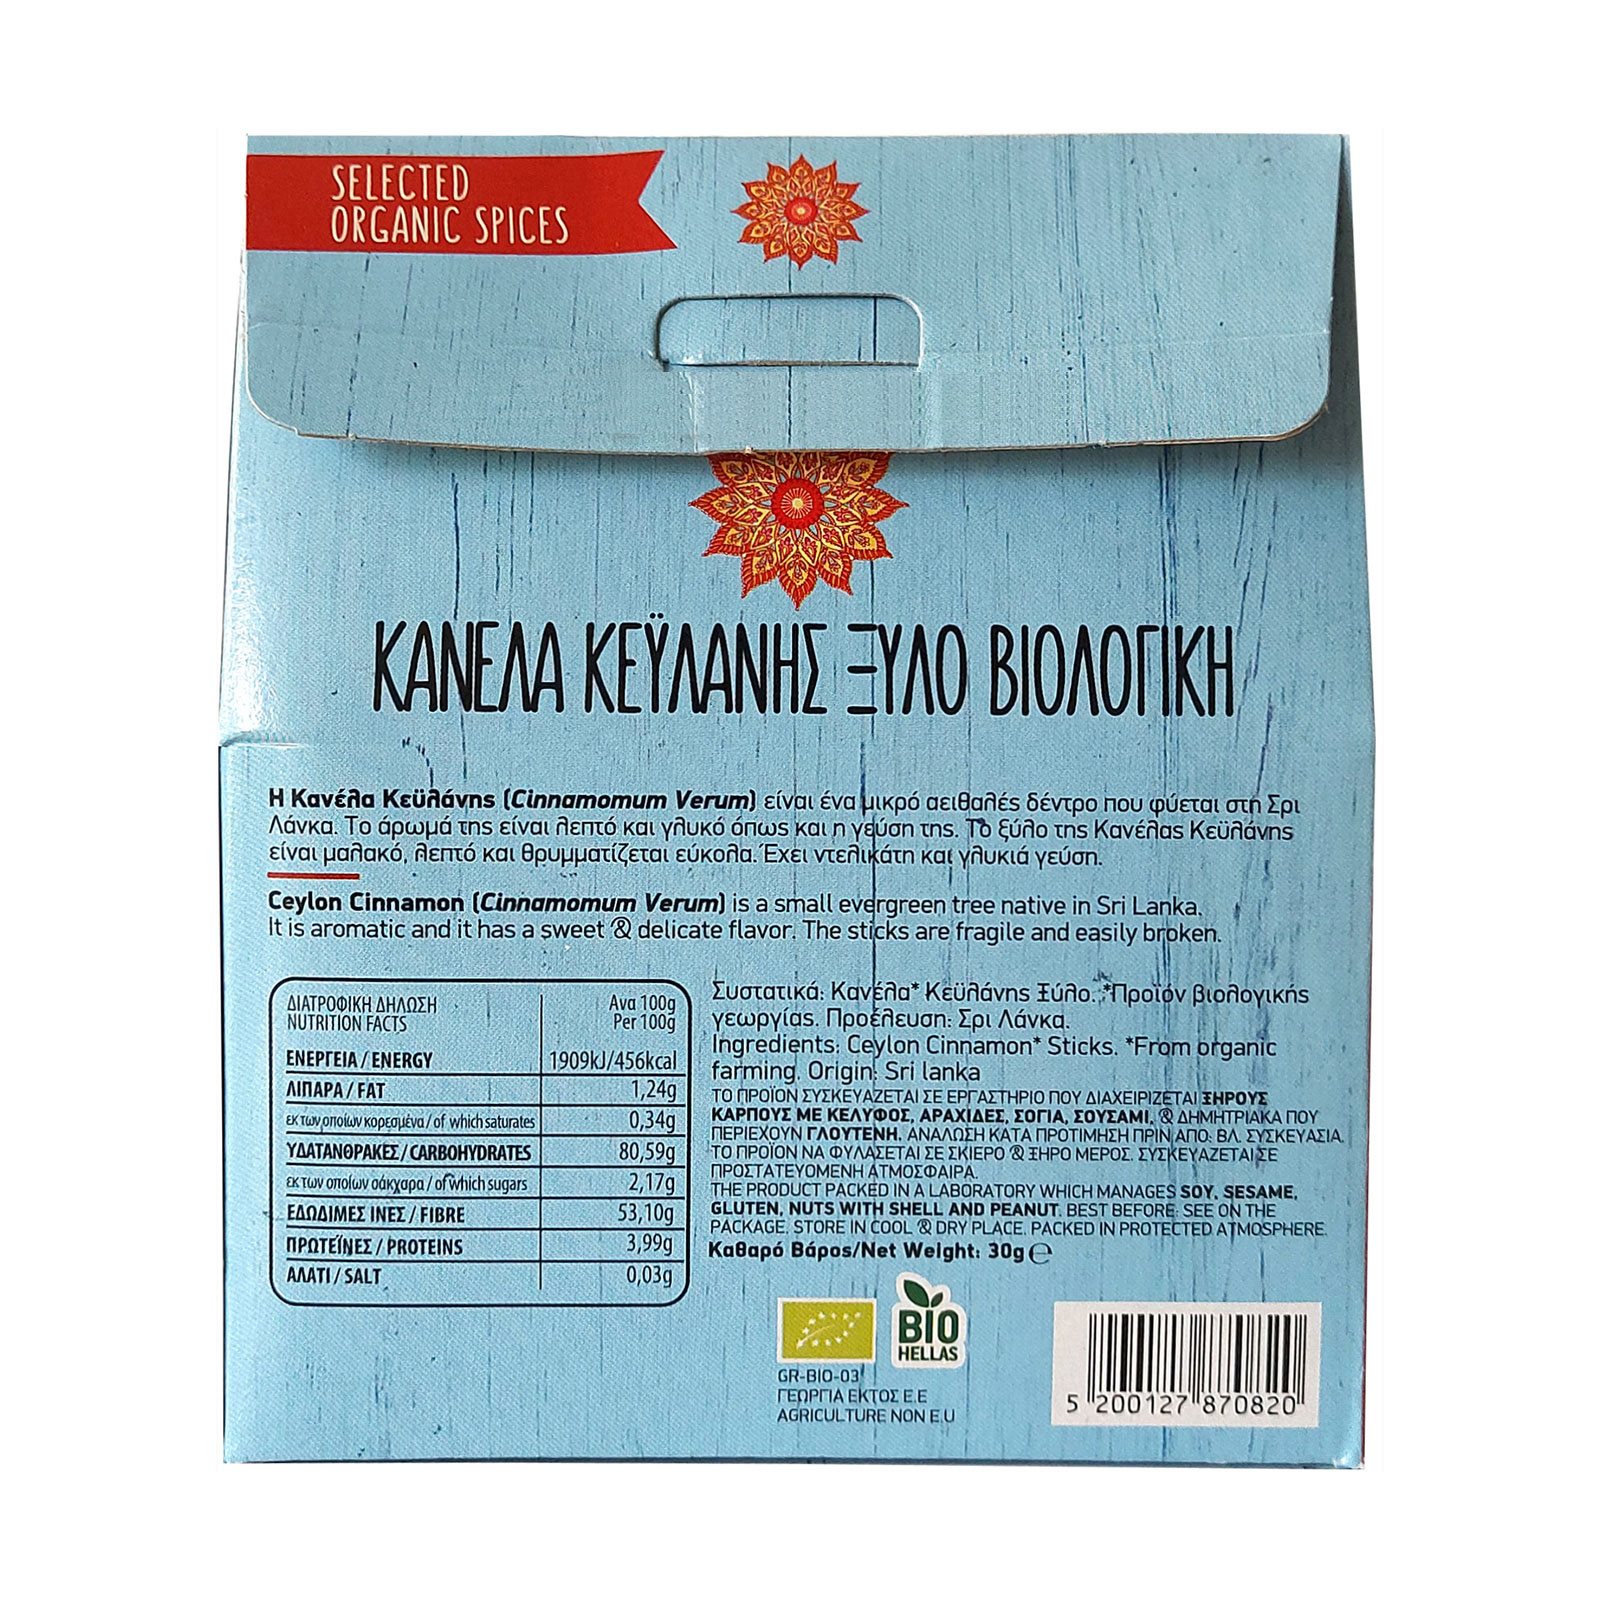 SELECTED
ORGANIC SPICES
ΚΑΝΕΛΑ ΚΕΫΛΑΝΗΣ ΞΥΛΟ ΒΙΟΛΟΓΙΚΗ
Η Κανέλα Κεϋλάνης (Cinnamomum Verum) είναι ένα μικρό αειθαλές δέντρο που φύεται στη Σρι
Λάνκα. Το άρωμά της είναι λεπτό και γλυκό όπως και η γεύση της. Το ξύλο της Κανέλας Κεϋλάνης
είναι μαλακό, λεπτό και θρυμματίζεται εύκολα. Έχει ντελικάτη και γλυκιά γεύση.
Ceylon Cinnamon (Cinnamomum Verum) is a small evergreen tree native in Sri Lanka.
It is aromatic and it has a sweet & delicate flavor. The sticks are fragile and easily broken.
ΔΙΑΤΡΟΦΙΚΗ ΔΗΛΩΣΗ Ανα 100g
NUTRITION FACTS Per 100g
ΕΝΕΡΓΕΙΑ / ENERGY 1909kJ/456kcal
ΛΙΠΑΡΑ / FAT 1,24g
εκ των οποίων κορεσμένα / of which saturates 0,34g
ΥΔΑΤΑΝΘΡΑΚΕΣ / CARBOHYDRATES 80,59g
εκ των οποίων σάκχαρα / of which sugars 2,17g
ΕΔΩΔΙΜΕΣ ΙΝΕΣ / FIBRE 53,10g
ΠΡΩΤΕΪΝΕΣ / PROTEINS 3,99g
ΑΛΑΤΙ / SALT 0,03g
Συστατικά: Κανέλα* Κεϋλάνης Ξύλο. *Προϊόν βιολογικής
γεωργίας. Προέλευση: Σρι Λάνκα.
Ingredients: Ceylon Cinnamon* Sticks. *From organic
farming. Origin: Sri lanka
ΤΟ ΠΡΟΪΟΝ ΣΥΣΚΕΥΑΖΕΤΑΙ ΣΕ ΕΡΓΑΣΤΗΡΙΟ ΠΟΥ ΔΙΑΧΕΙΡΙΖΕΤΑΙ ΞΗΡΟΥΣ
ΚΑΡΠΟΥΣ ΜΕ ΚΕΛΥΦΟΣ, ΑΡΑΧΙΔΕΣ, ΣΟΓΙΑ, ΣΟΥΣΑΜΙ, & ΔΗΜΗΤΡΙΑΚΑ ΠΟΥ
ΠΕΡΙΕΧΟΥΝ ΓΛΟΥΤΕΝΗ. ΑΝΑΛΩΣΗ ΚΑΤΑ ΠΡΟΤΙΜΗΣΗ ΠΡΙΝ ΑΠΟ: ΒΛ. ΣΥΣΚΕΥΑΣΙΑ.
ΤΟ ΠΡΟΪΟΝ ΝΑ ΦΥΛΑΣΕΤΑΙ ΣΕ ΣΚΙΕΡΟ & ΞΗΡΟ ΜΕΡΟΣ. ΣΥΣΚΕΥΑΖΕΤΑΙ ΣΕ
ΠΡΟΣΤΑΤΕΥΟΜΕΝΗ ΑΤΜΟΣΦΑΙΡΑ.
THE PRODUCT PACKED IN A LABORATORY WHICH MANAGES SOY, SESAME,
GLUTEN, NUTS WITH SHELL AND PEANUT. BEST BEFORE: SEE ON THE
PACKAGE. STORE IN COOL & DRY PLACE. PACKED IN PROTECTED ATMOSPHERE.
Καθαρό Βάρος/Net Weight: 30g ℮
BIO
HELLAS
GR-BIO-03
ΓΕΩΡΓΙΑ ΕΚΤΟΣ Ε.Ε
AGRICULTURE NON E.U
5 200127 870820